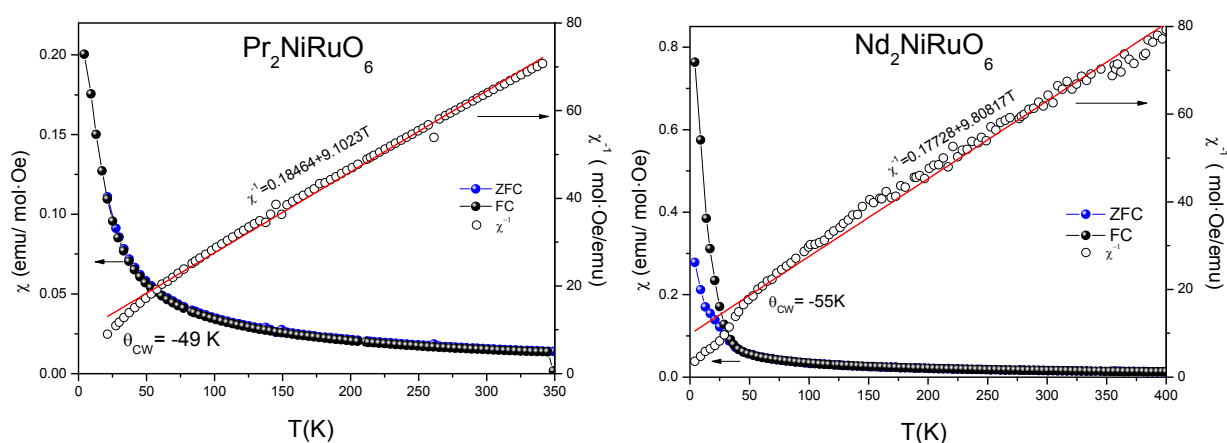 Pr2NiRuO6
χ (emu/ mol·Oe)
0.20
0.15
0.10
0.05
0.00
χ-1=0.18464+9.1023T
ZFC
FC
χ-1
θCW = -49 K
80
60
40
20
0
χ-1 ( mol·Oe/emu)
0 50 100 150 200 250 300 350
T(K)
Nd2NiRuO6
χ (emu/ mol·Oe)
0.8
0.6
0.4
0.2
0.0
χ-1=0.17728+9.80817T
ZFC
FC
χ-1
θCW = -55K
80
60
40
20
0
χ-1 ( mol·Oe/emu)
0 50 100 150 200 250 300 350 400
T(K)